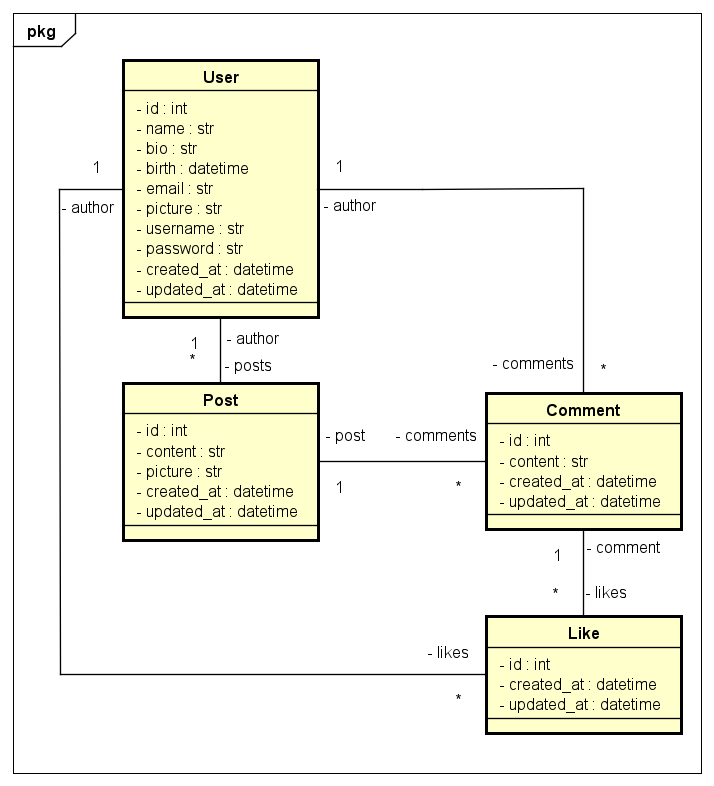 pkg
User
- id : int
- name : str
- bio : str
- birth : datetime
- email : str
- picture : str
- username : str
- password : str
- created_at : datetime
- updated_at : datetime
1
- author
1
- author
1
- author
*
- posts
- comments
*
Post
- id : int
- content : str
- picture : str
- created_at : datetime
- updated_at : datetime
- post
- comments
1
*
Comment
- id : int
- content : str
- created_at : datetime
- updated_at : datetime
- comment
1
*
- likes
Like
- id : int
- created_at : datetime
- updated_at : datetime
- likes
*